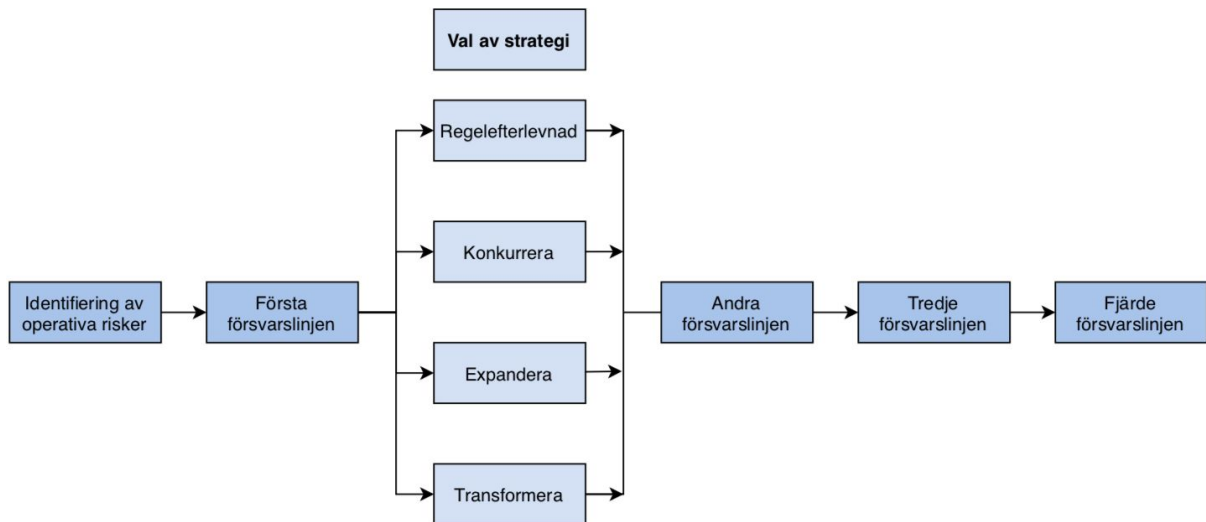 Val av strategi
Regelefterlevnad
Konkurrera
Identifiering av
operativa risker
Första
försvarslinjen
Andra
försvarslinjen
Tredje
försvarslinjen
Fjärde
försvarslinjen
Expandera
Transformera